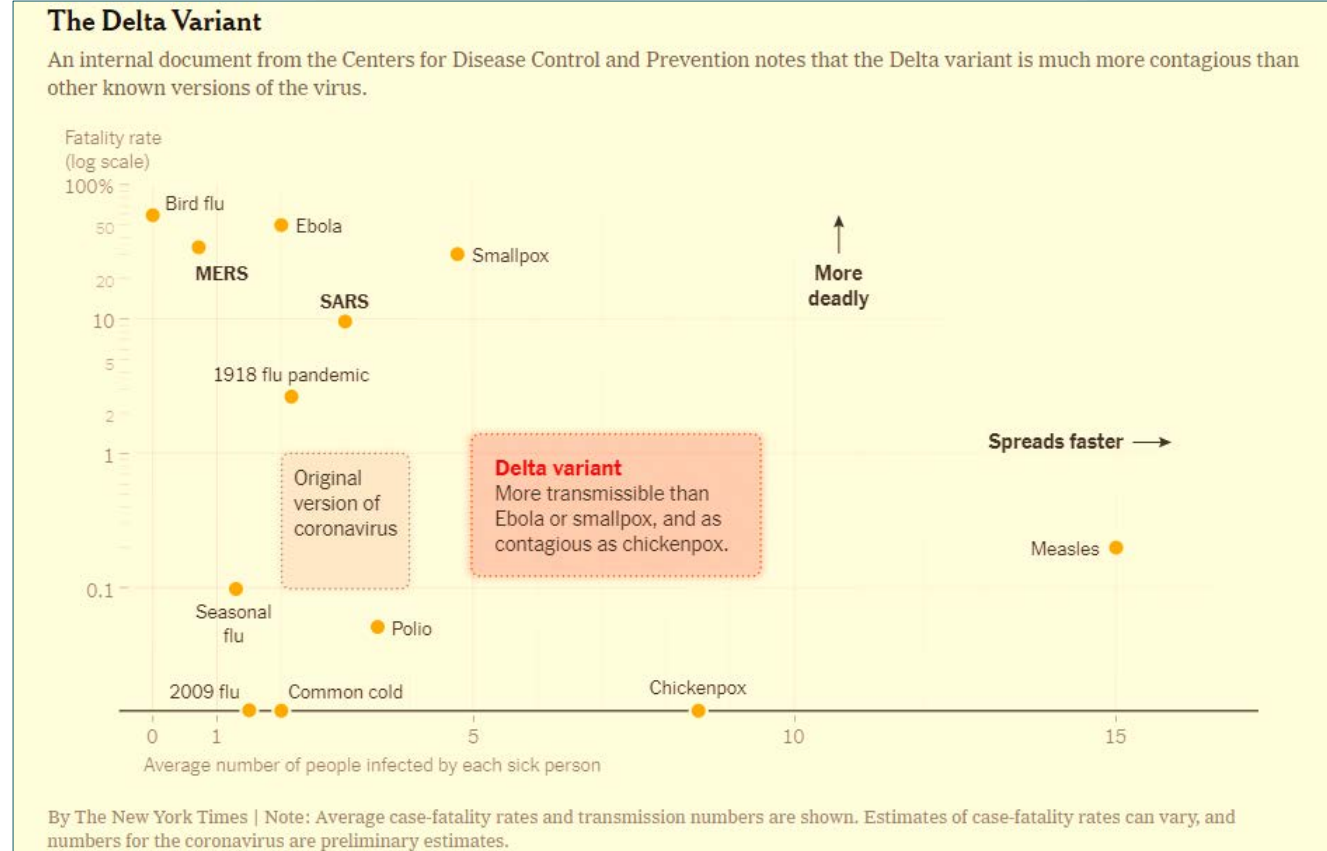 The Delta Variant
An internal document from the Centers for Disease Control and Prevention notes that the Delta variant is much more contagious than
other known versions of the virus.
Fatality rate
(log scale)
100%
Bird flu
50
Ebola
Smallpox
MERS
20
More
deadly
SARS
10
5
1918 flu pandemic
2
Spreads faster
1
Original
version of
coronavirus
Delta variant
More transmissible than
Ebola or smallpox, and as
contagious as chickenpox.
Measles
0.1
Seasonal
flu
Polio
2009 flu
Common cold
Chickenpox
0 1 5 10 15
Average number of people infected by each sick person
By The New York Times | Note: Average case-fatality rates and transmission numbers are shown. Estimates of case-fatality rates can vary, and
numbers for the coronavirus are preliminary estimates.